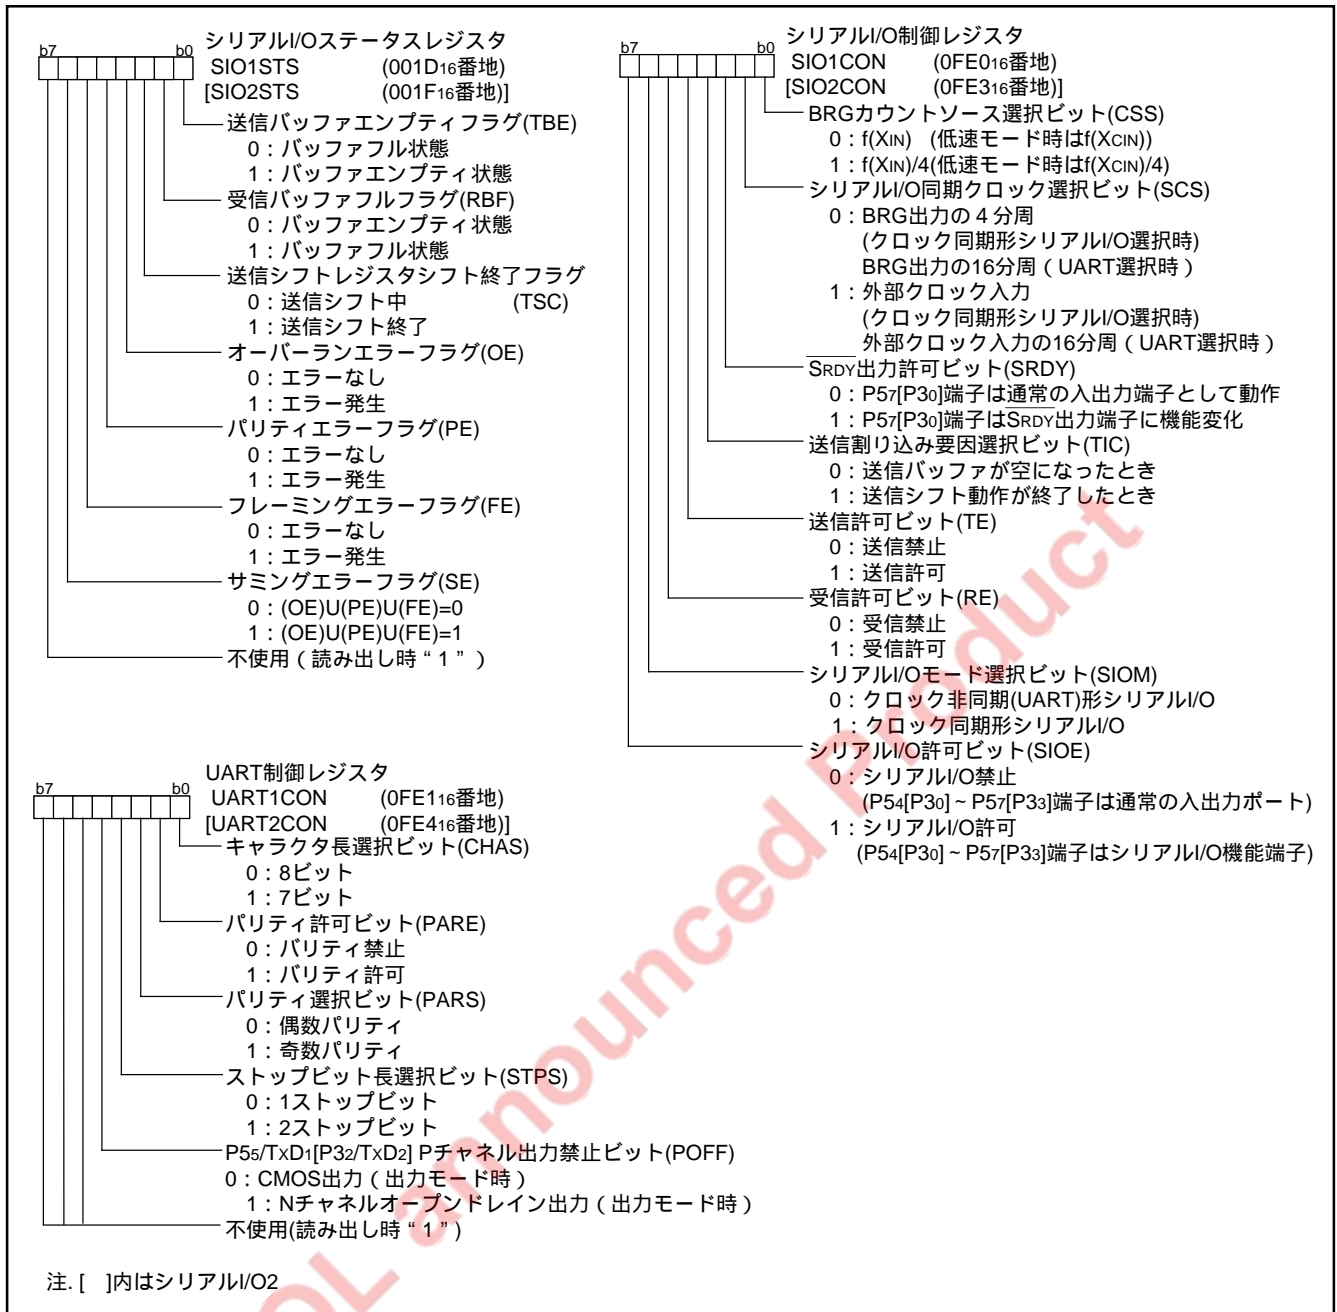 b7 b0 シリアルI/Oステータスレジスタ
SIO1STS (001D16番地)
[SIO2STS (001F16番地)]
送信バッファエンプティフラグ(TBE)
0：バッファフル状態
1：バッファエンプティ状態
受信バッファフルフラグ(RBF)
0：バッファエンプティ状態
1：バッファフル状態
送信シフトレジスタシフト終了フラグ
0：送信シフト中 (TSC)
1：送信シフト終了
オーバーランエラーフラグ(OE)
0：エラーなし
1：エラー発生
パリティエラーフラグ(PE)
0：エラーなし
1：エラー発生
フレーミングエラーフラグ(FE)
0：エラーなし
1：エラー発生
サミングエラーフラグ(SE)
0：(OE)U(PE)U(FE)=0
1：(OE)U(PE)U(FE)=1
不使用（読み出し時“1”）
b7 b0 UART制御レジスタ
UART1CON (0FE116番地)
[UART2CON (0FE416番地)]
キャラクタ長選択ビット(CHAS)
0：8ビット
1：7ビット
パリティ許可ビット(PARE)
0：パリティ禁止
1：パリティ許可
パリティ選択ビット(PARS)
0：偶数パリティ
1：奇数パリティ
ストップビット長選択ビット(STPS)
0：1ストップビット
1：2ストップビット
P55/TXD1[P32/TXD2] Pチャネル出力禁止ビット(POFF)
0：CMOS出力（出力モード時）
1：Nチャネルオープンドレイン出力（出力モード時）
不使用(読み出し時“1”)
注. [ ]内はシリアルI/O2
b7 b0 シリアルI/O制御レジスタ
SIO1CON (0FE016番地)
[SIO2CON (0FE316番地)]
BRGカウントソース選択ビット(CSS)
0：f(XIN) (低速モード時はf(XCIN))
1：f(XIN)/4(低速モード時はf(XCIN)/4)
シリアルI/O同期クロック選択ビット(SCS)
0：BRG出力の４分周
(クロック同期形シリアルI/O選択時)
BRG出力の16分周（UART選択時）
1：外部クロック入力
(クロック同期形シリアルI/O選択時)
外部クロック入力の16分周（UART選択時）
SRDY出力許可ビット(SRDY)
0：P57[P30]端子は通常の入出力端子として動作
1：P57[P30]端子はSRDY出力端子に機能変化
送信割り込み要因選択ビット(TIC)
0：送信バッファが空になったとき
1：送信シフト動作が終了したとき
送信許可ビット(TE)
0：送信禁止
1：送信許可
受信許可ビット(RE)
0：受信禁止
1：受信許可
シリアルI/Oモード選択ビット(SIOM)
0：クロック非同期(UART)形シリアルI/O
1：クロック同期形シリアルI/O
シリアルI/O許可ビット(SIOE)
0：シリアルI/O禁止
(P54[P30]～P57[P33]端子は通常の入出力ポート)
1：シリアルI/O許可
(P54[P30]～P57[P33]端子はシリアルI/O機能端子)
OL announced Product